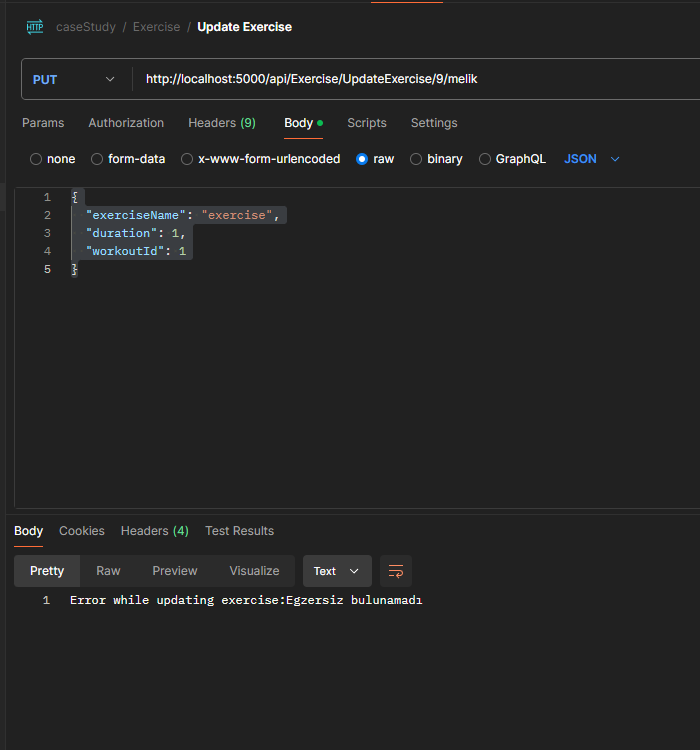 HTTP caseStudy / Exercise / Update Exercise
PUT http://localhost:5000/api/Exercise/UpdateExercise/9/melik
Params Authorization Headers (9) Body Scripts Settings
none form-data x-www-form-urlencoded raw binary GraphQL JSON
1 {
2 "exerciseName": "exercise",
3 "duration": 1,
4 "workoutId": 1
5 }
Body Cookies Headers (4) Test Results
Pretty Raw Preview Visualize Text
1 Error while updating exercise:Egzersiz bulunamadı